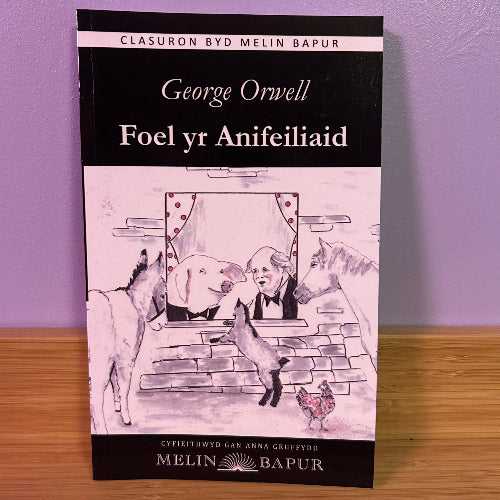 CLASURON BYD MELIN BAPUR
George Orwell
Foel yr Anifeiliaid
CYFIEITHWYD GAN ANNA GRUFFYDD
MELIN BAPUR